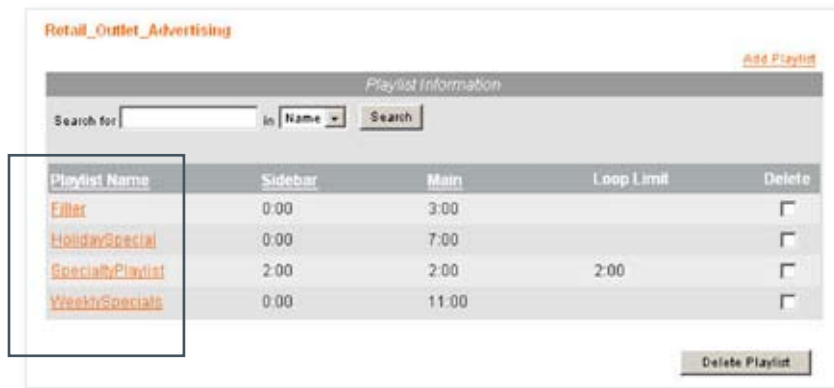 Retail_Outlet_Advertising
Add Playlist
Playlist Information
Search for in Name Search
Playlist Name Sidebar Main Loop Limit Delete
Filler 0:00 3:00
HolidaySpecial 0:00 7:00
SpecialtyPlaylist 2:00 2:00 2:00
WeeklySpecials 0:00 11:00
Delete Playlist